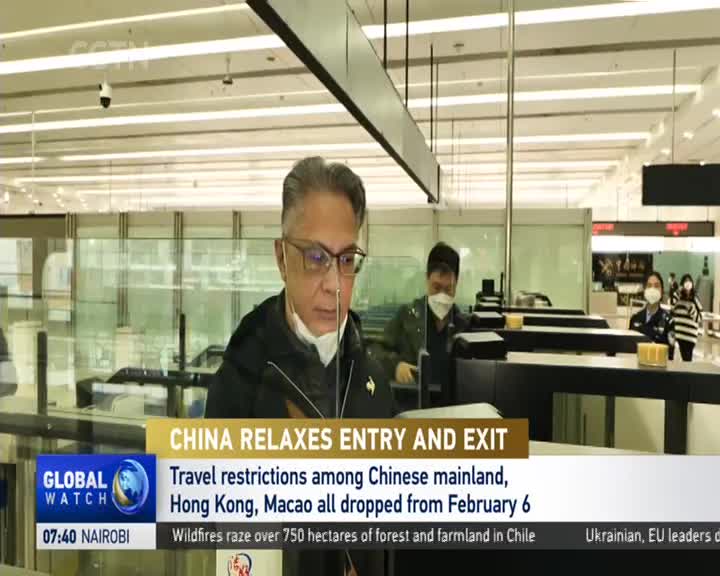 CGTN
CHINA RELAXES ENTRY AND EXIT
Travel restrictions among Chinese mainland,
Hong Kong, Macao all dropped from February 6
GLOBAL
WATCH
07:40 NAIROBI
Wildfires raze over 750 hectares of forest and farmland in Chile
Ukrainian, EU leaders d